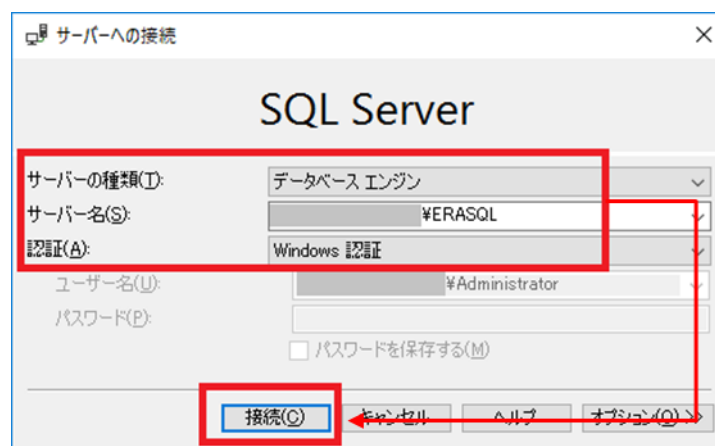 サーバーへの接続
SQL Server
サーバーの種類(T): データベース エンジン
サーバー名(S): ¥ERASQL
認証(A): Windows 認証
ユーザー名(U): ¥Administrator
パスワード(P):
パスワードを保存する(M)
接続(C) キャンセル ヘルプ オプション(O) >>